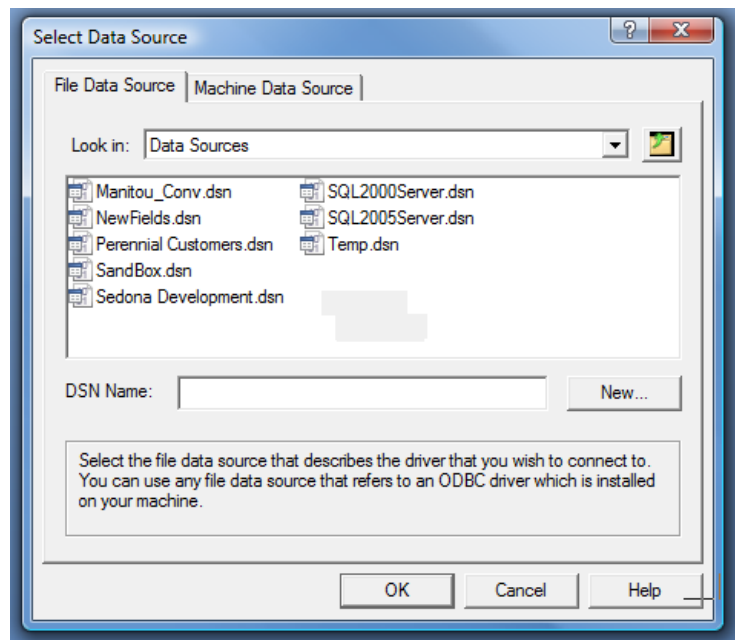 Select Data Source
File Data Source
Machine Data Source
Look in: Data Sources
Manitou_Conv.dsn
NewFields.dsn
Perennial Customers.dsn
SandBox.dsn
Sedona Development.dsn
SQL2000Server.dsn
SQL2005Server.dsn
Temp.dsn
DSN Name:
New...
Select the file data source that describes the driver that you wish to connect to.
You can use any file data source that refers to an ODBC driver which is installed
on your machine.
OK
Cancel
Help